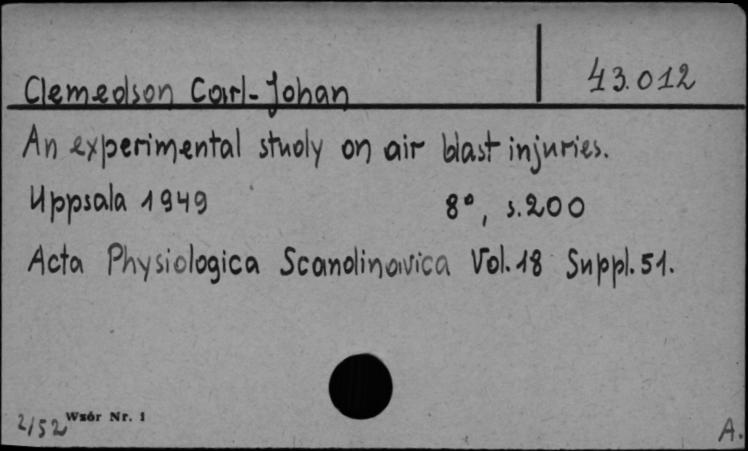 Clemedson Carl-Johan 43.012
An experimental study on air blast injuries.
Uppsala 1949 8°, s.200
Acta Physiologica Scandinavica Vol.18 Suppl.51.
Wzór Nr. 1
2/52 A.